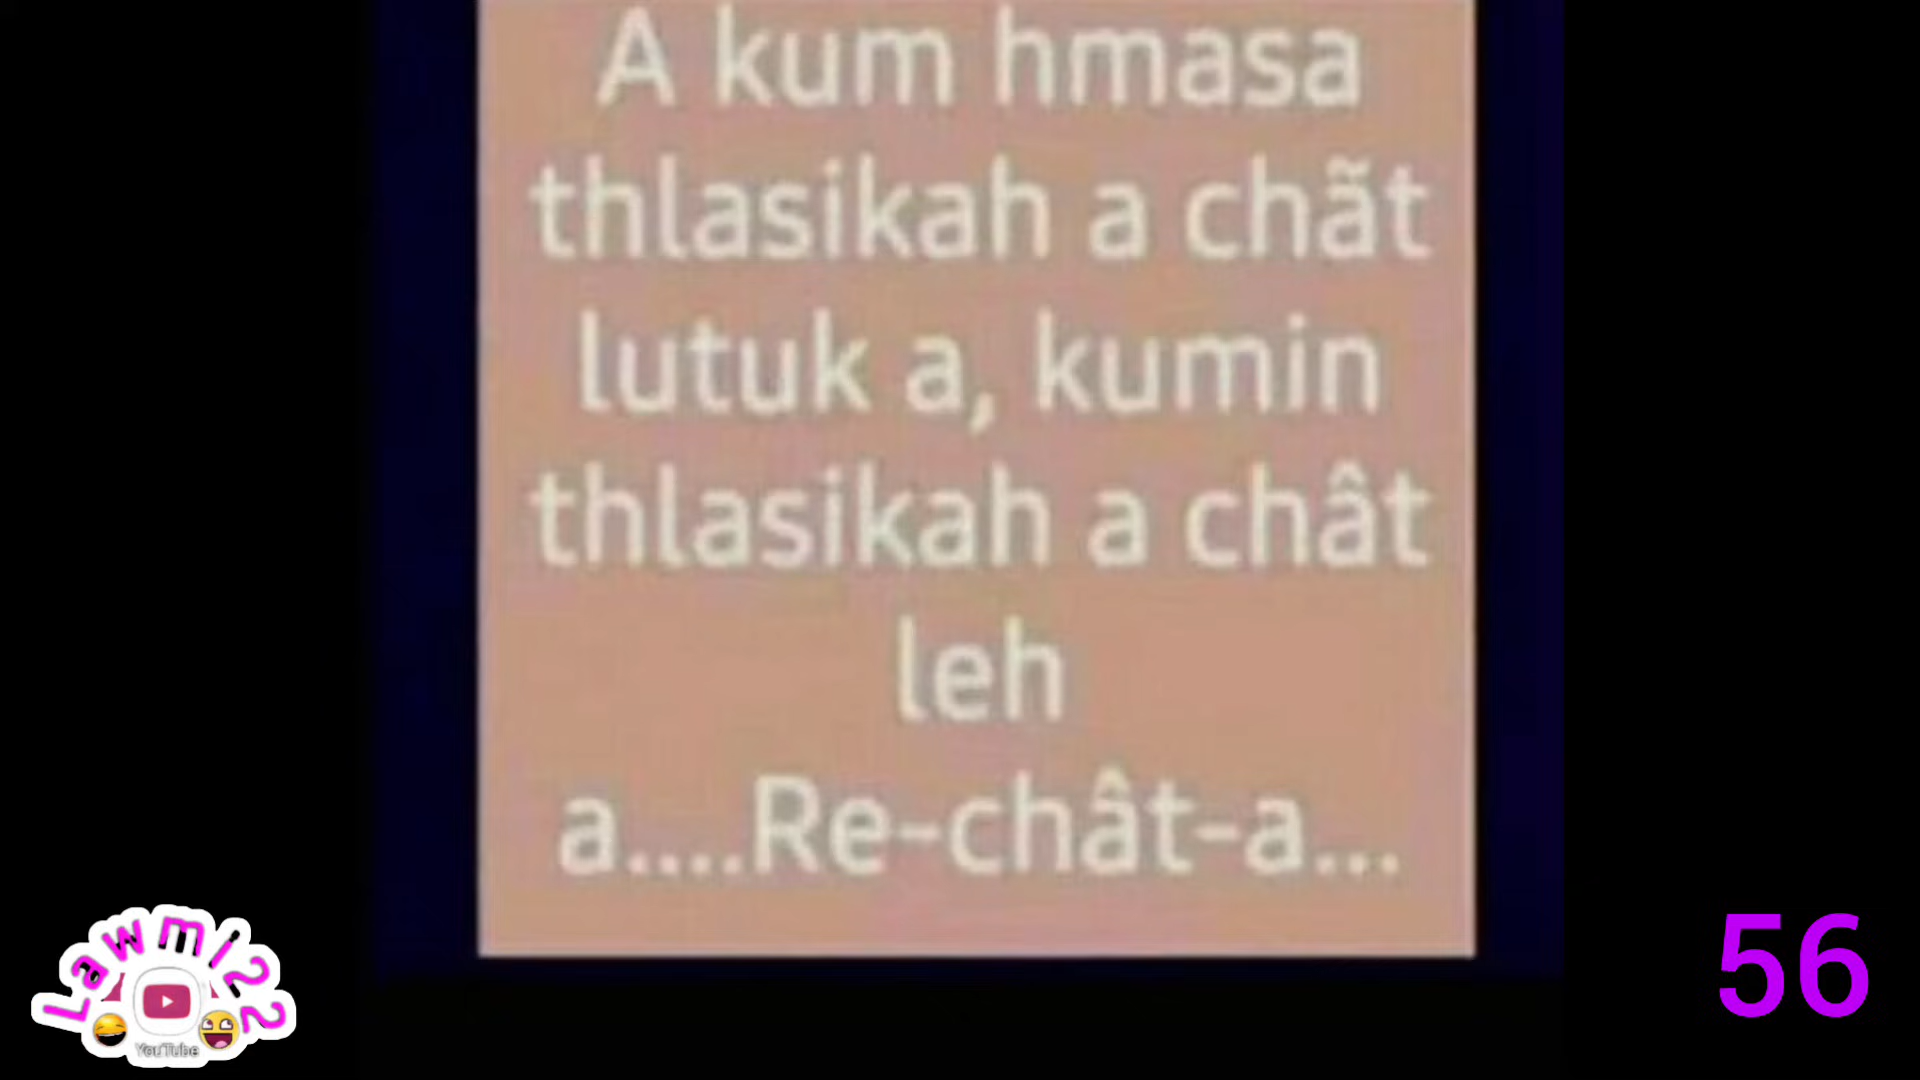 A kum hmasa
thlasikah a chãt
lutuk a, kumin
thlasikah a chât
leh
a....Re-chât-a...
Lawmi22
YouTube
56